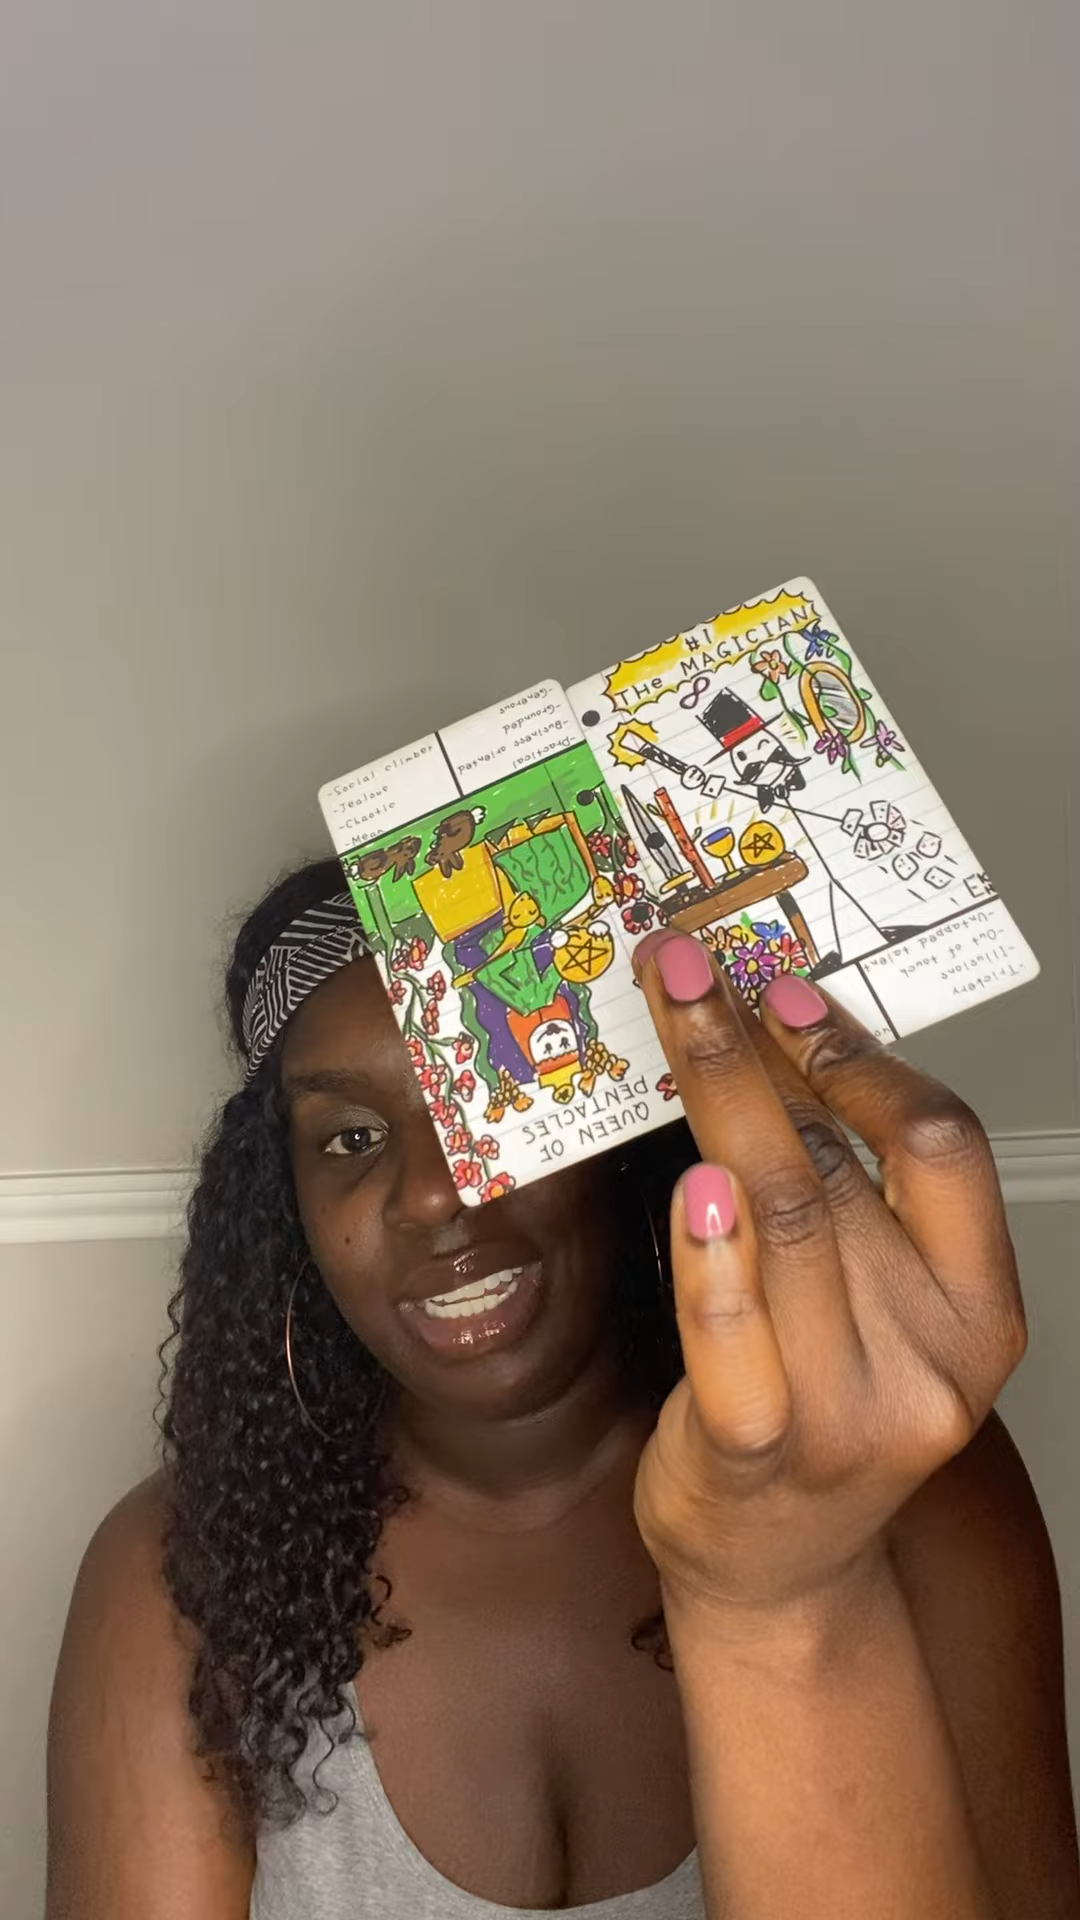 #1
THe MAGICIAN
-Social climber
-Jealous
-Chaotic
-Mean
-Practical
-Business oriented
-Grounded
-Generous
QUEEN OF
PENTACLES
-Trickery
-Illusions
-Out of touch
-Untapped talent